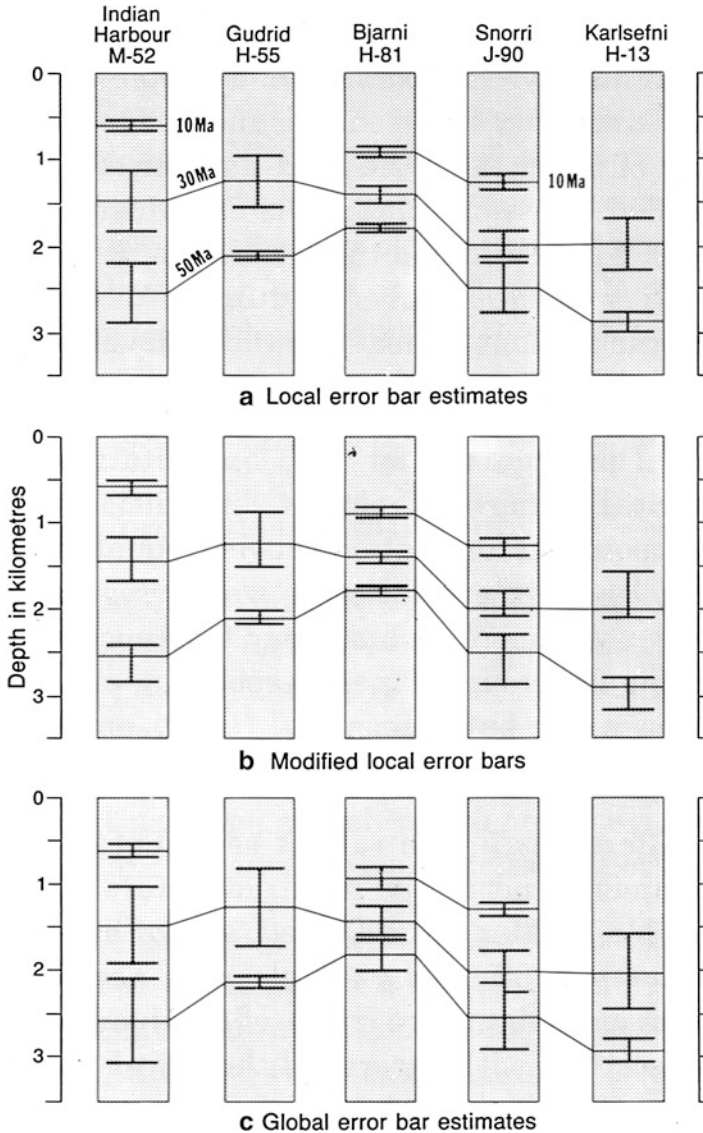 Indian
Harbour
M-52
Gudrid
H-55
Bjarni
H-81
Snorri
J-90
Karlsefni
H-13
0
1
2
3
10 Ma
30 Ma
50 Ma
10 Ma
a Local error bar estimates
Depth in kilometres
0
1
2
3
b Modified local error bars
0
1
2
3
c Global error bar estimates